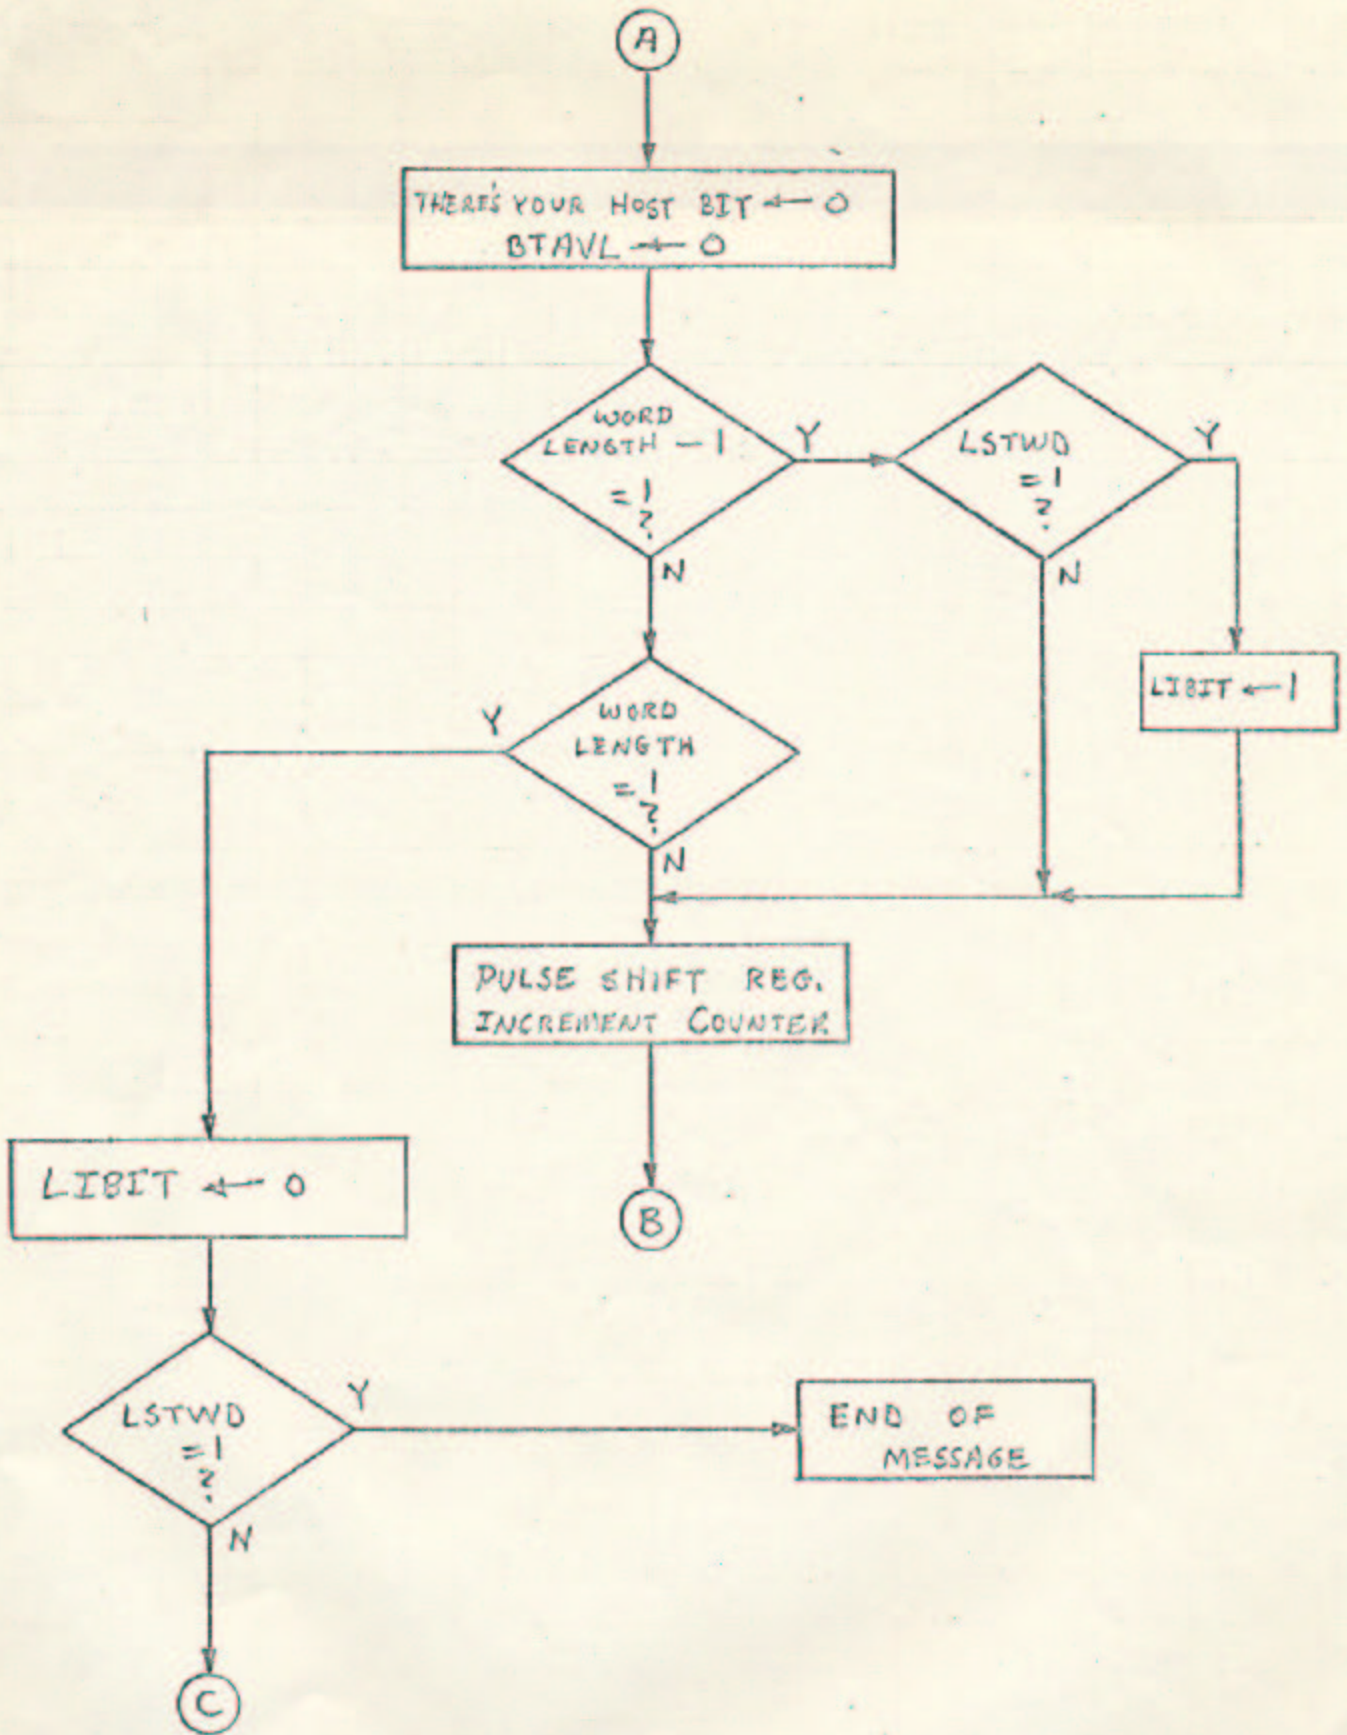 A
THERE'S YOUR HOST BIT ← 0
BTAVL ← 0
WORD
LENGTH - 1
= 1
?
Y
N
LSTWD
= 1
?
Y
N
LIBIT ← 1
WORD
LENGTH
= 1
?
Y
N
PULSE SHIFT REG.
INCREMENT COUNTER
B
LIBIT ← 0
LSTWD
= 1
?
Y
N
END OF
MESSAGE
C